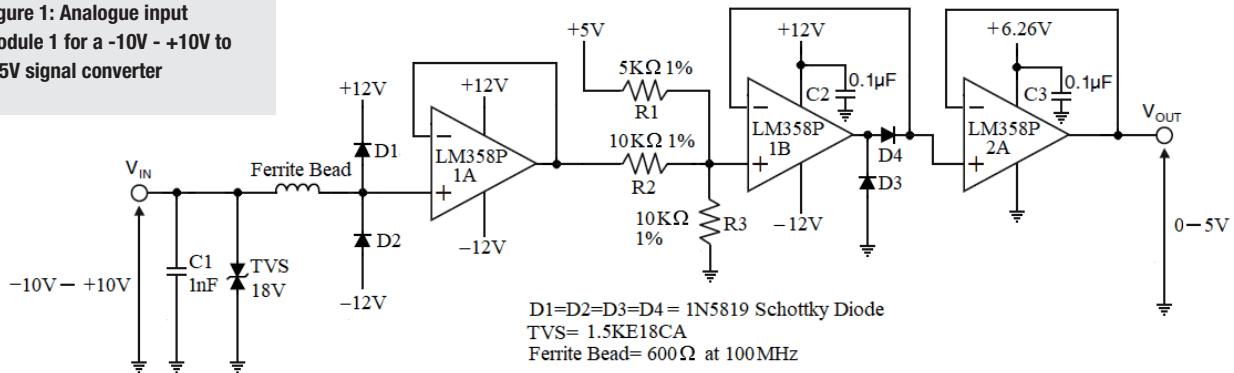 gure 1: Analogue input
odule 1 for a -10V - +10V to
5V signal converter
+5V
+12V
+6.26V
5KΩ 1%
R1
0.1µF
C2
0.1µF
C3
+12V
+12V
D1
LM358P
1A
10KΩ 1%
R2
LM358P
1B
D4
LM358P
2A
VOUT
VIN
Ferrite Bead
D3
10KΩ
1%
R3
−12V
D2
−12V
−12V
0−5V
−10V− +10V
C1
1nF
TVS
18V
D1=D2=D3=D4= 1N5819 Schottky Diode
TVS= 1.5KE18CA
Ferrite Bead= 600Ω at 100MHz